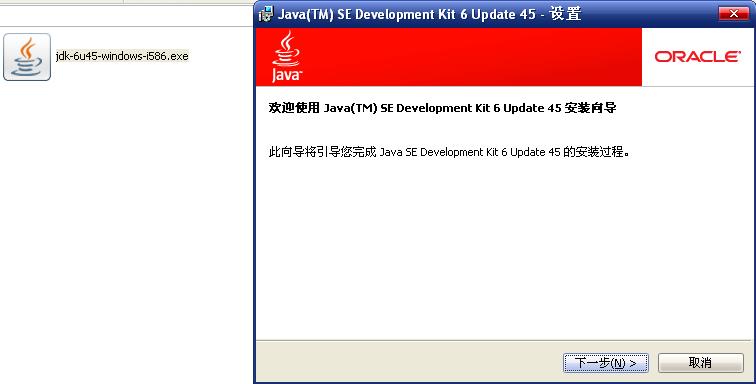 jdk-6u45-windows-i586.exe
Java(TM) SE Development Kit 6 Update 45 - 设置
Java™
ORACLE®
欢迎使用 Java(TM) SE Development Kit 6 Update 45 安装向导
此向导将引导您完成 Java SE Development Kit 6 Update 45 的安装过程。
下一步(N) >
取消